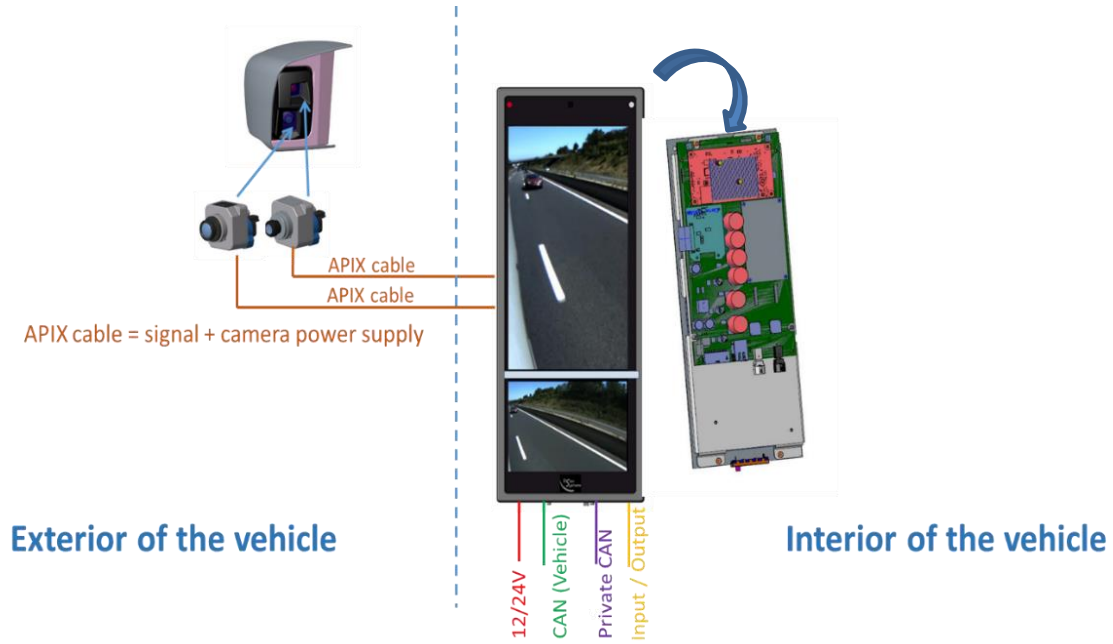 APIX cable
APIX cable
APIX cable = signal + camera power supply
Exterior of the vehicle
Interior of the vehicle
12/24V
CAN (Vehicle)
Private CAN
Input / Output